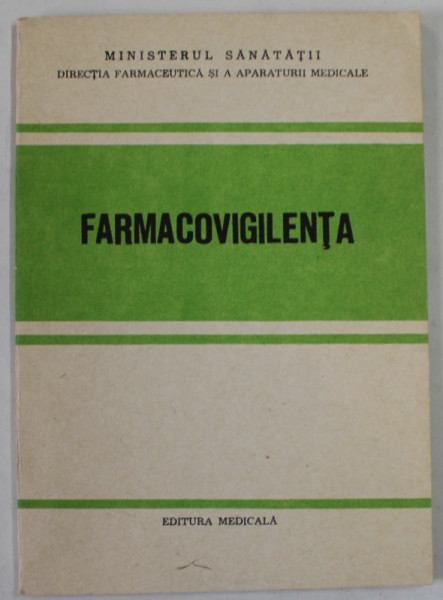 MINISTERUL SĂNĂTĂȚII
DIRECȚIA FARMACEUTICĂ ȘI A APARATURII MEDICALE
FARMACOVIGILENȚA
EDITURA MEDICALĂ